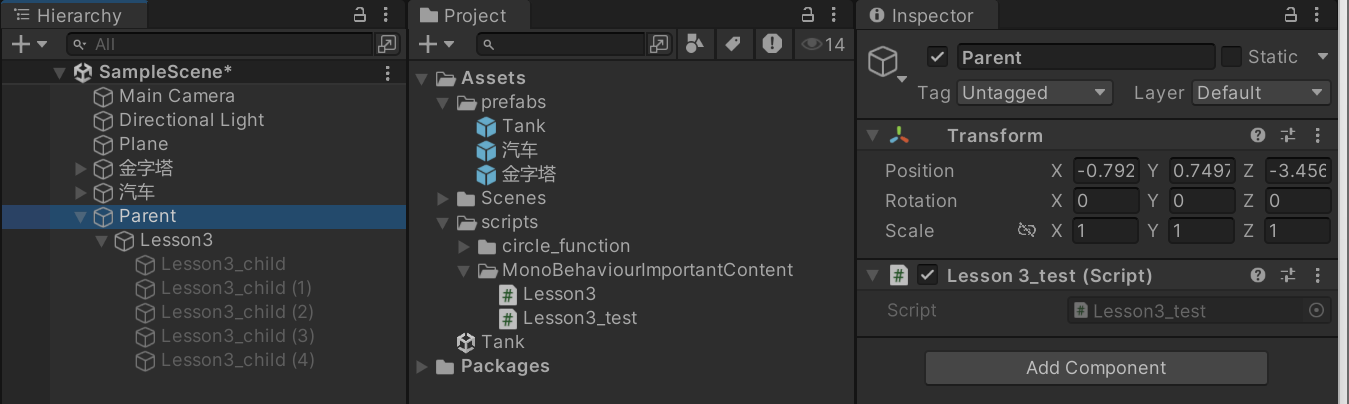 Hierarchy
All
SampleScene*
Main Camera
Directional Light
Plane
金字塔
汽车
Parent
Lesson3
Lesson3_child
Lesson3_child (1)
Lesson3_child (2)
Lesson3_child (3)
Lesson3_child (4)
Project
14
Assets
prefabs
Tank
汽车
金字塔
Scenes
scripts
circle_function
MonoBehaviourImportantContent
# Lesson3
# Lesson3_test
Tank
Packages
Inspector
Parent Static
Tag Untagged Layer Default
Transform
Position X -0.792 Y 0.7497 Z -3.456
Rotation X 0 Y 0 Z 0
Scale X 1 Y 1 Z 1
# Lesson 3_test (Script)
Script # Lesson3_test
Add Component